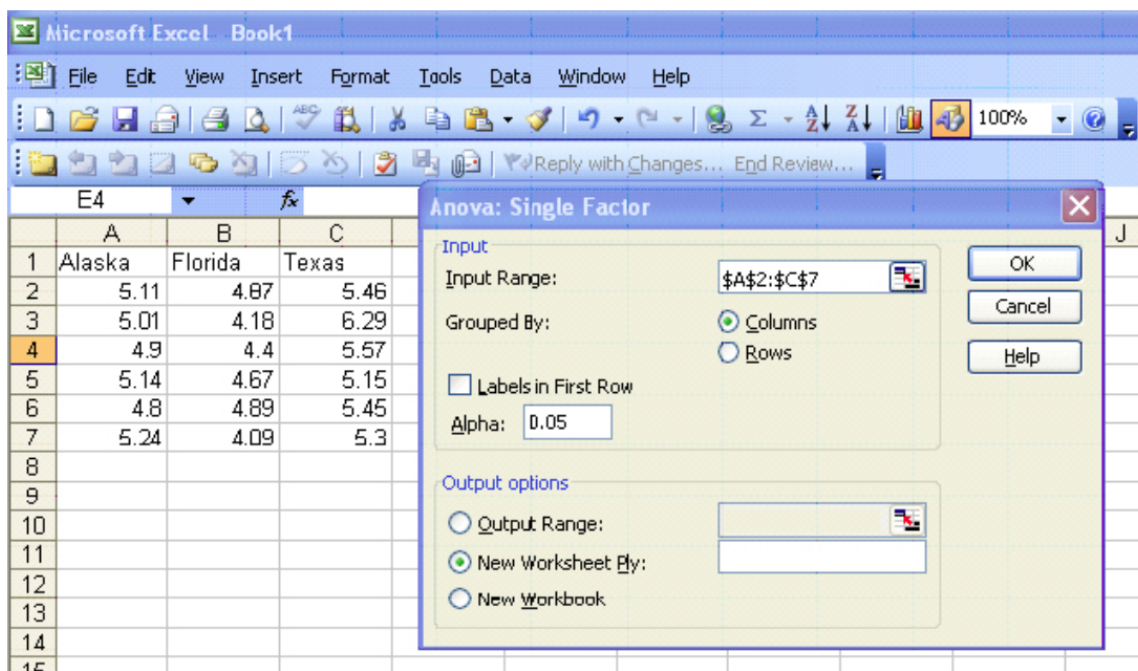 Microsoft Excel - Book1
File Edit View Insert Format Tools Data Window Help
100%
Reply with Changes... End Review...
E4 fx
Anova: Single Factor
A B C J
1 Alaska Florida Texas
2 5.11 4.87 5.46
3 5.01 4.18 6.29
4 4.9 4.4 5.57
5 5.14 4.67 5.15
6 4.8 4.89 5.45
7 5.24 4.09 5.3
8
9
10
11
12
13
14
15
Input
Input Range: $A$2:$C$7
Grouped By: Columns
Rows
Labels in First Row
Alpha: 0.05
OK
Cancel
Help
Output options
Output Range:
New Worksheet Ply:
New Workbook